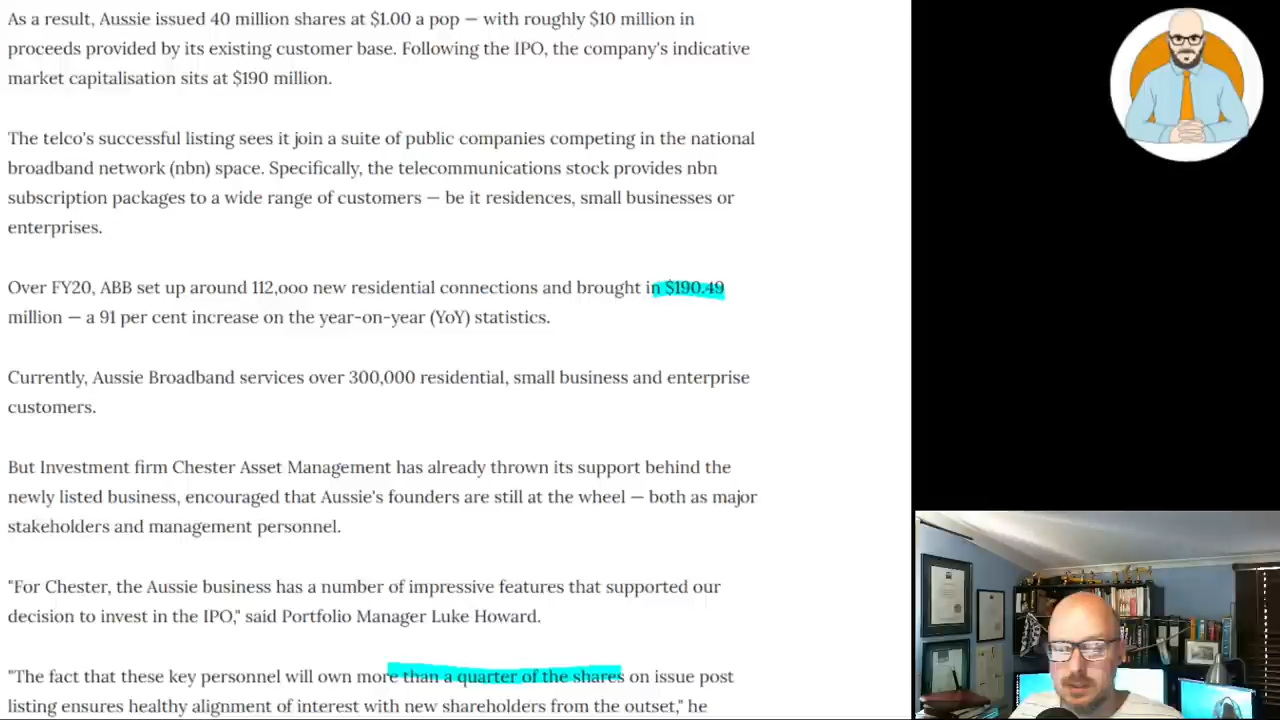 As a result, Aussie issued 40 million shares at $1.00 a pop — with roughly $10 million in
proceeds provided by its existing customer base. Following the IPO, the company's indicative
market capitalisation sits at $190 million.
The telco's successful listing sees it join a suite of public companies competing in the national
broadband network (nbn) space. Specifically, the telecommunications stock provides nbn
subscription packages to a wide range of customers — be it residences, small businesses or
enterprises.
Over FY20, ABB set up around 112,000 new residential connections and brought in $190.49
million — a 91 per cent increase on the year-on-year (YoY) statistics.
Currently, Aussie Broadband services over 300,000 residential, small business and enterprise
customers.
But Investment firm Chester Asset Management has already thrown its support behind the
newly listed business, encouraged that Aussie's founders are still at the wheel — both as major
stakeholders and management personnel.
"For Chester, the Aussie business has a number of impressive features that supported our
decision to invest in the IPO," said Portfolio Manager Luke Howard.
"The fact that these key personnel will own more than a quarter of the shares on issue post
listing ensures healthy alignment of interest with new shareholders from the outset," he